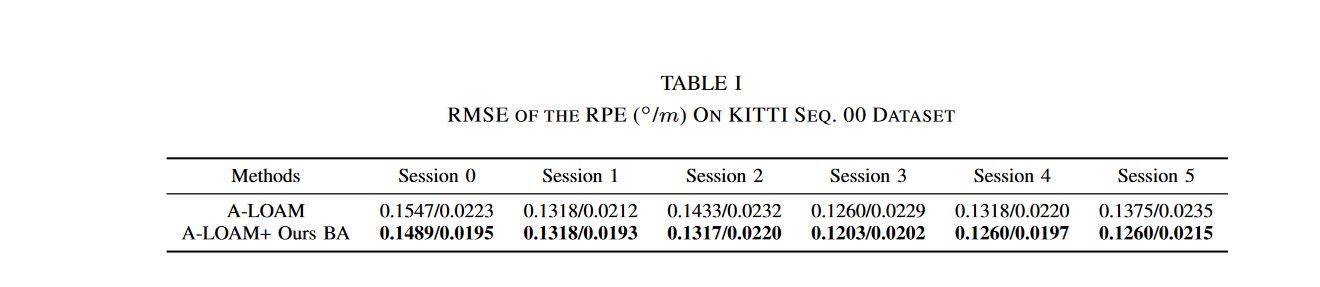 TABLE I
RMSE OF THE RPE (°/m) ON KITTI SEQ. 00 DATASET
Methods Session 0 Session 1 Session 2 Session 3 Session 4 Session 5
A-LOAM 0.1547/0.0223 0.1318/0.0212 0.1433/0.0232 0.1260/0.0229 0.1318/0.0220 0.1375/0.0235
A-LOAM+ Ours BA 0.1489/0.0195 0.1318/0.0193 0.1317/0.0220 0.1203/0.0202 0.1260/0.0197 0.1260/0.0215